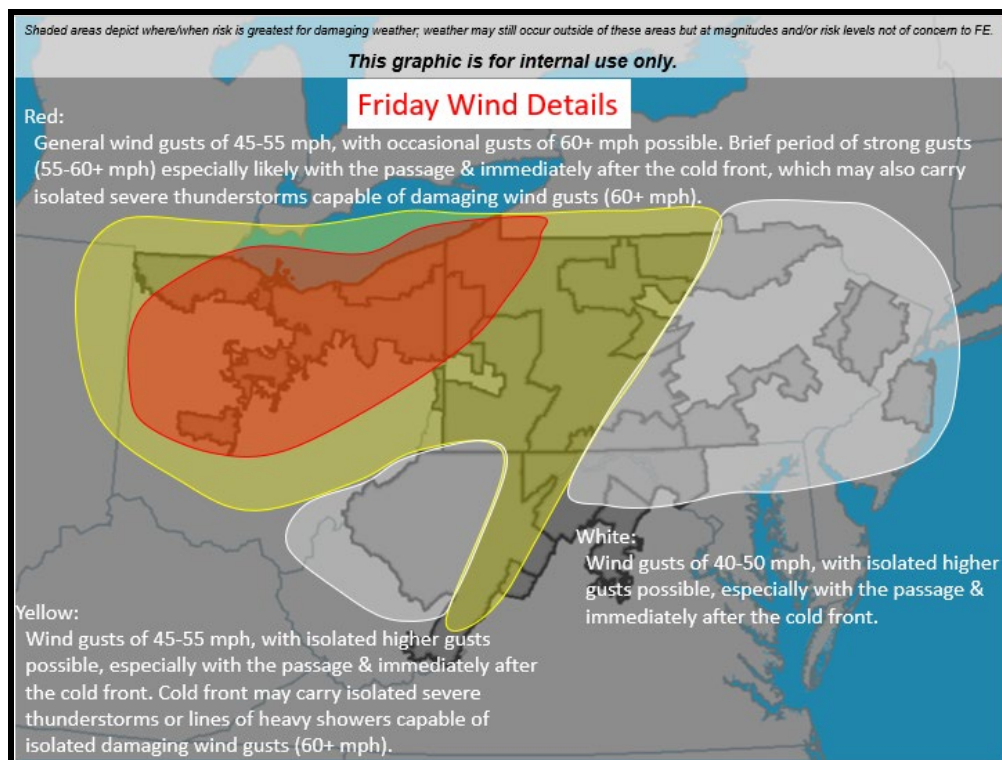 Shaded areas depict where/when risk is greatest for damaging weather; weather may still occur outside of these areas but at magnitudes and/or risk levels not of concern to FE.
This graphic is for internal use only.
Friday Wind Details
Red:
General wind gusts of 45-55 mph, with occasional gusts of 60+ mph possible. Brief period of strong gusts
(55-60+ mph) especially likely with the passage & immediately after the cold front, which may also carry
isolated severe thunderstorms capable of damaging wind gusts (60+ mph).
White:
Wind gusts of 40-50 mph, with isolated higher
gusts possible, especially with the passage &
immediately after the cold front.
Yellow:
Wind gusts of 45-55 mph, with isolated higher gusts
possible, especially with the passage & immediately after
the cold front. Cold front may carry isolated severe
thunderstorms or lines of heavy showers capable of
isolated damaging wind gusts (60+ mph).